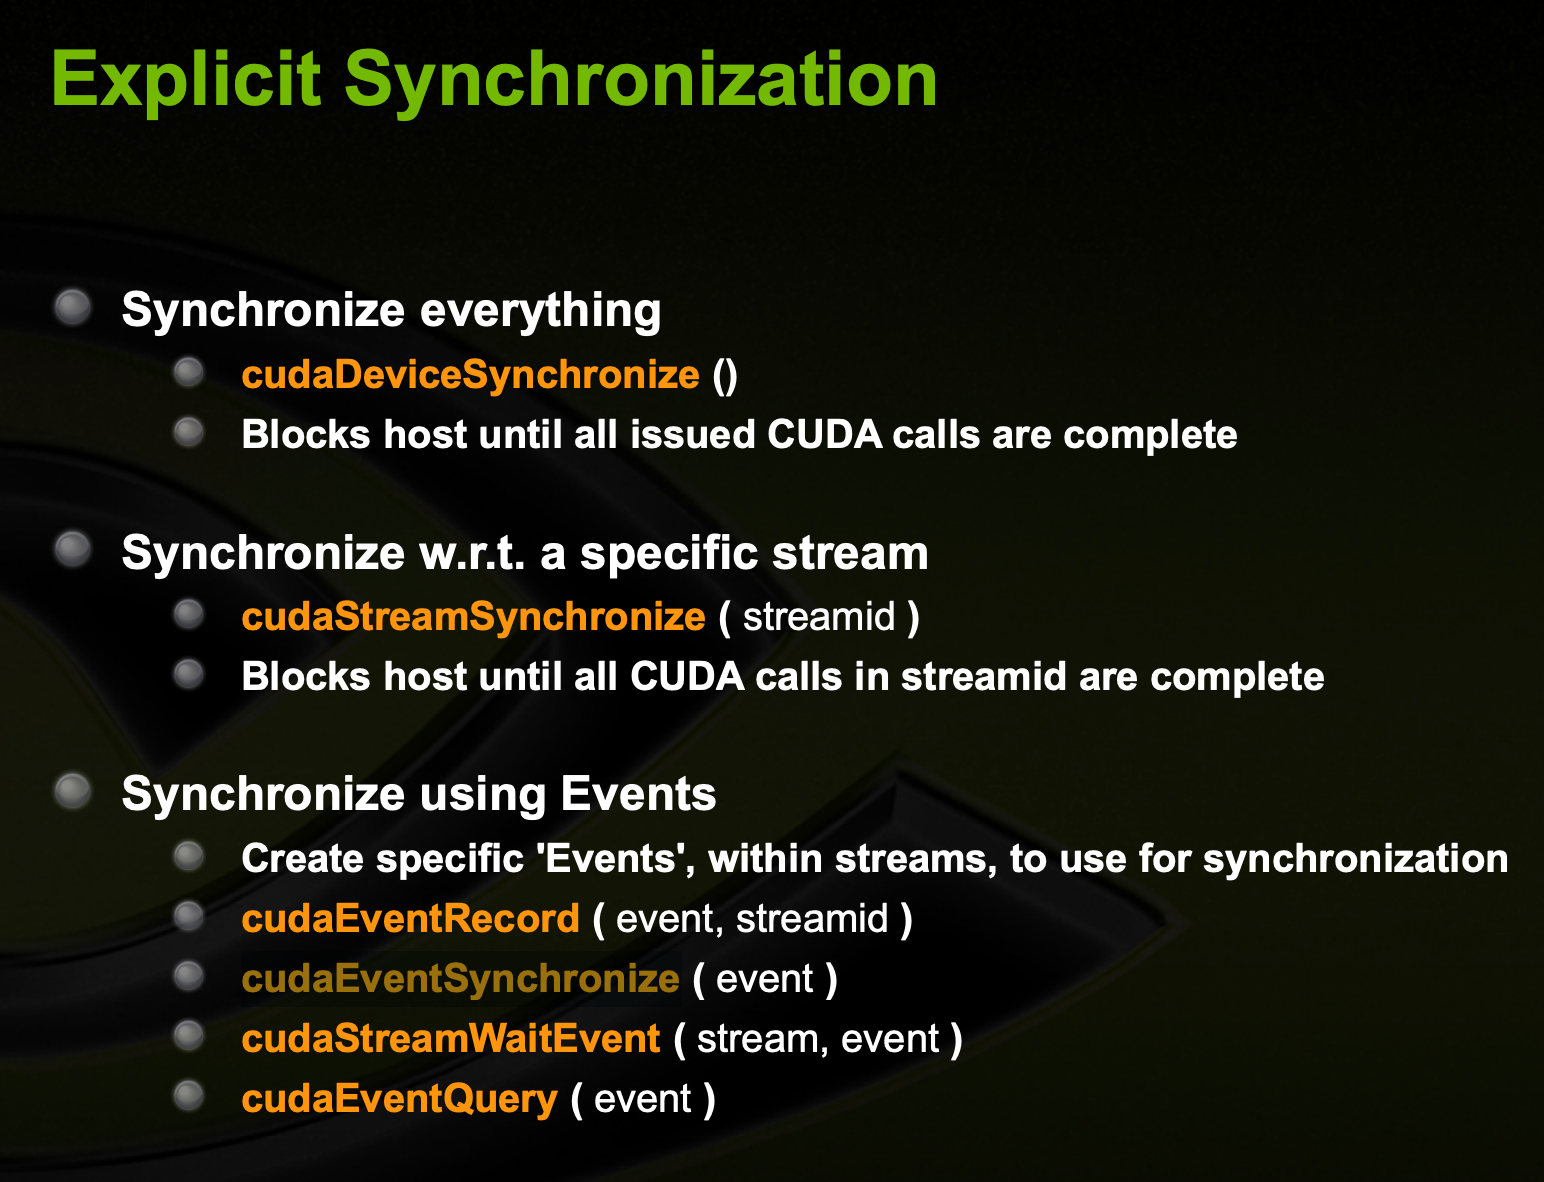 Explicit Synchronization
Synchronize everything
cudaDeviceSynchronize ()
Blocks host until all issued CUDA calls are complete
Synchronize w.r.t. a specific stream
cudaStreamSynchronize ( streamid )
Blocks host until all CUDA calls in streamid are complete
Synchronize using Events
Create specific 'Events', within streams, to use for synchronization
cudaEventRecord ( event, streamid )
cudaEventSynchronize ( event )
cudaStreamWaitEvent ( stream, event )
cudaEventQuery ( event )